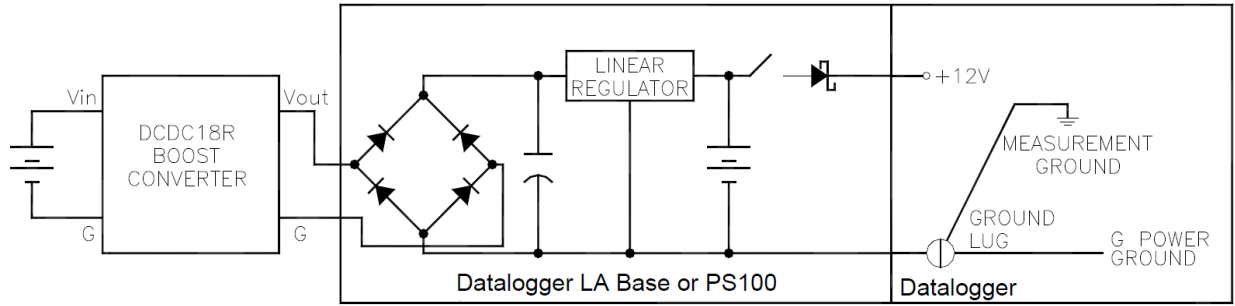 Vin
Vout
DCDC18R
BOOST
CONVERTER
G
G
LINEAR
REGULATOR
+12V
MEASUREMENT
GROUND
GROUND
LUG
G POWER
GROUND
Datalogger LA Base or PS100
Datalogger